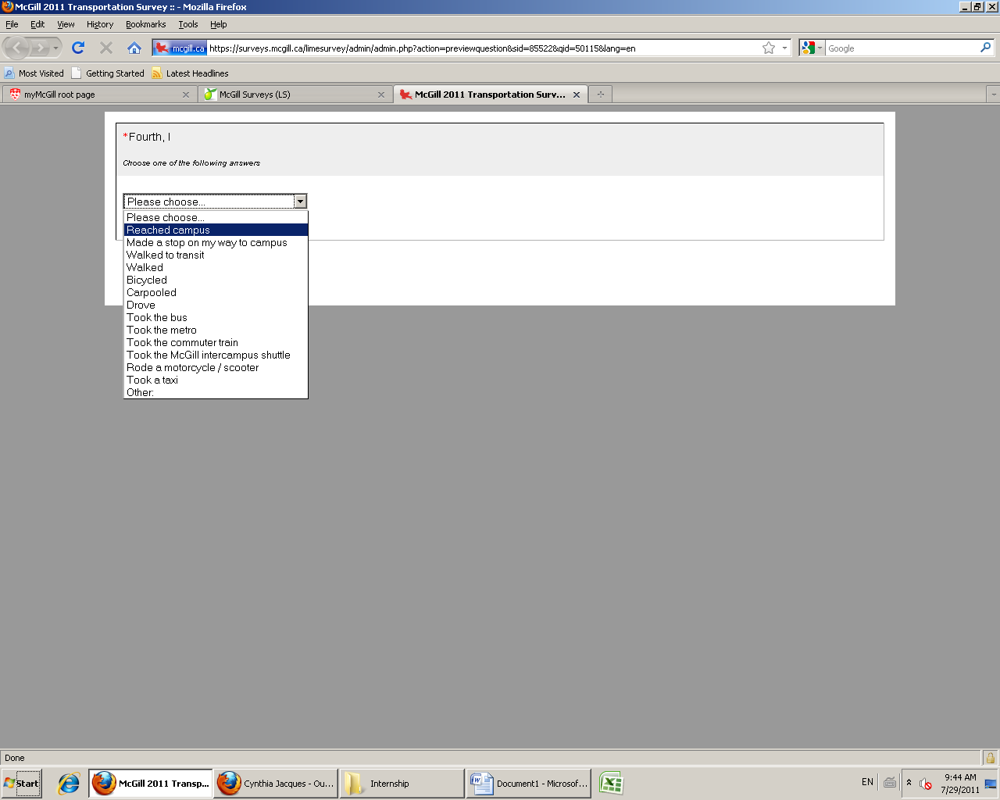 McGill 2011 Transportation Survey :: - Mozilla Firefox
File Edit View History Bookmarks Tools Help
mcgill.ca https://surveys.mcgill.ca/limesurvey/admin/admin.php?action=previewquestion&sid=85522&qid=50115&lang=en Google
Most Visited Getting Started Latest Headlines
myMcGill root page McGill Surveys (LS) McGill 2011 Transportation Surv...
*Fourth, I
Choose one of the following answers
Please choose...
Please choose...
Reached campus
Made a stop on my way to campus
Walked to transit
Walked
Bicycled
Carpooled
Drove
Took the bus
Took the metro
Took the commuter train
Took the McGill intercampus shuttle
Rode a motorcycle / scooter
Took a taxi
Other:
Done
Start McGill 2011 Transp... Cynthia Jacques - Ou... Internship Document1 - Microsof... EN 9:44 AM
7/29/2011